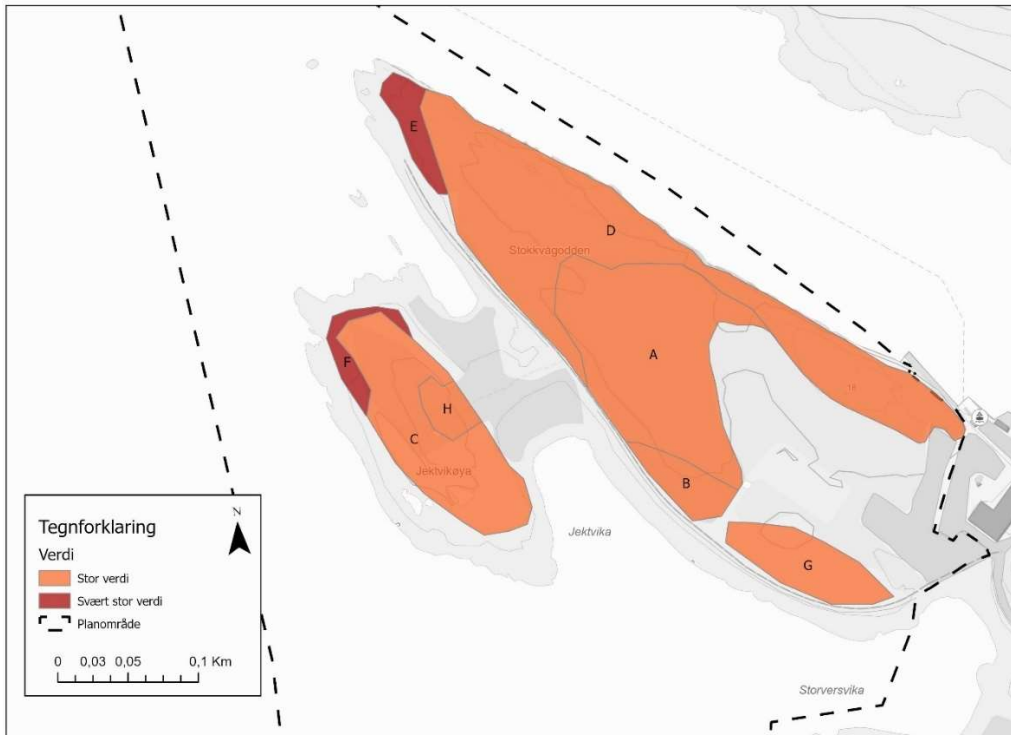 E
D
Stokkvågodden
A
F
18
H
C
Jektvikøya
B
Jektvika
G
Storversvika
Tegnforklaring
N
Verdi
Stor verdi
Svært stor verdi
Planområde
0 0,03 0,05 0,1 Km